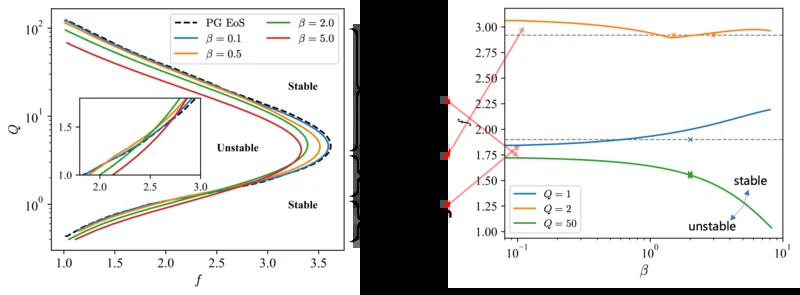 PG EoS
β = 0.1
β = 0.5
β = 2.0
β = 5.0
Stable
Unstable
Stable
Q
10²
10¹
10⁰
1.5
1.0
2.0
2.5
3.0
1.0
1.5
2.0
2.5
3.0
3.5
f
3.00
2.75
2.50
2.25
2.00
1.75
1.50
1.25
1.00
f
Q = 1
Q = 2
Q = 50
stable
unstable
10⁻¹
10⁰
10¹
β